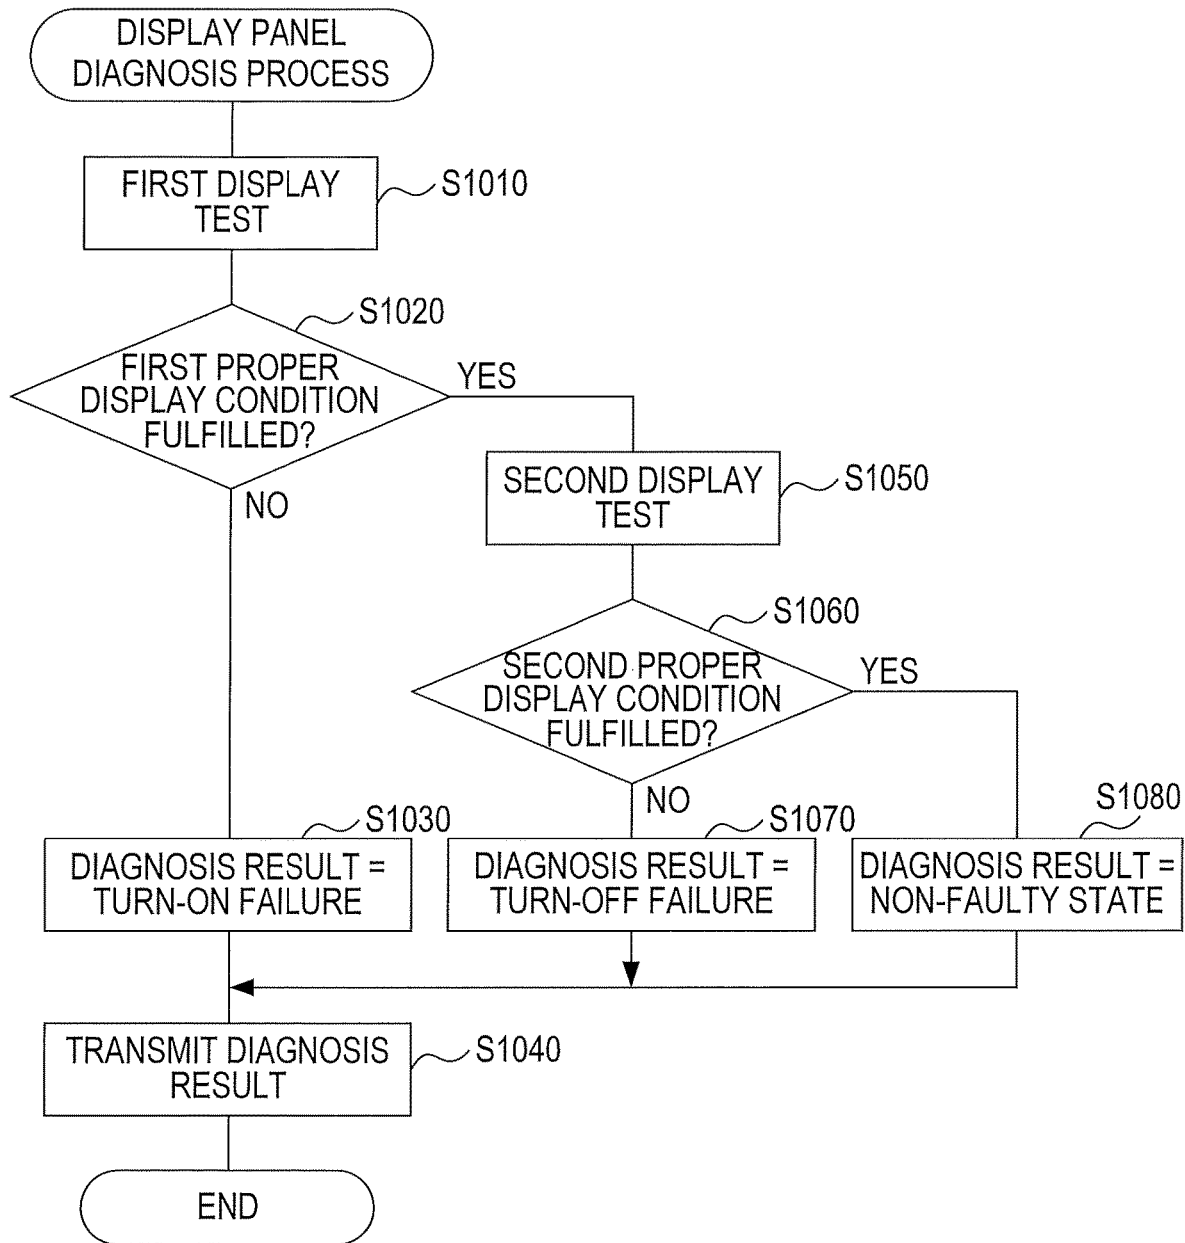 DISPLAY PANEL
DIAGNOSIS PROCESS
FIRST DISPLAY
TEST
S1010
S1020
FIRST PROPER
DISPLAY CONDITION
FULFILLED?
YES
NO
SECOND DISPLAY
TEST
S1050
S1060
SECOND PROPER
DISPLAY CONDITION
FULFILLED?
YES
NO
S1030
DIAGNOSIS RESULT =
TURN-ON FAILURE
S1070
DIAGNOSIS RESULT =
TURN-OFF FAILURE
S1080
DIAGNOSIS RESULT =
NON-FAULTY STATE
TRANSMIT DIAGNOSIS
RESULT
S1040
END